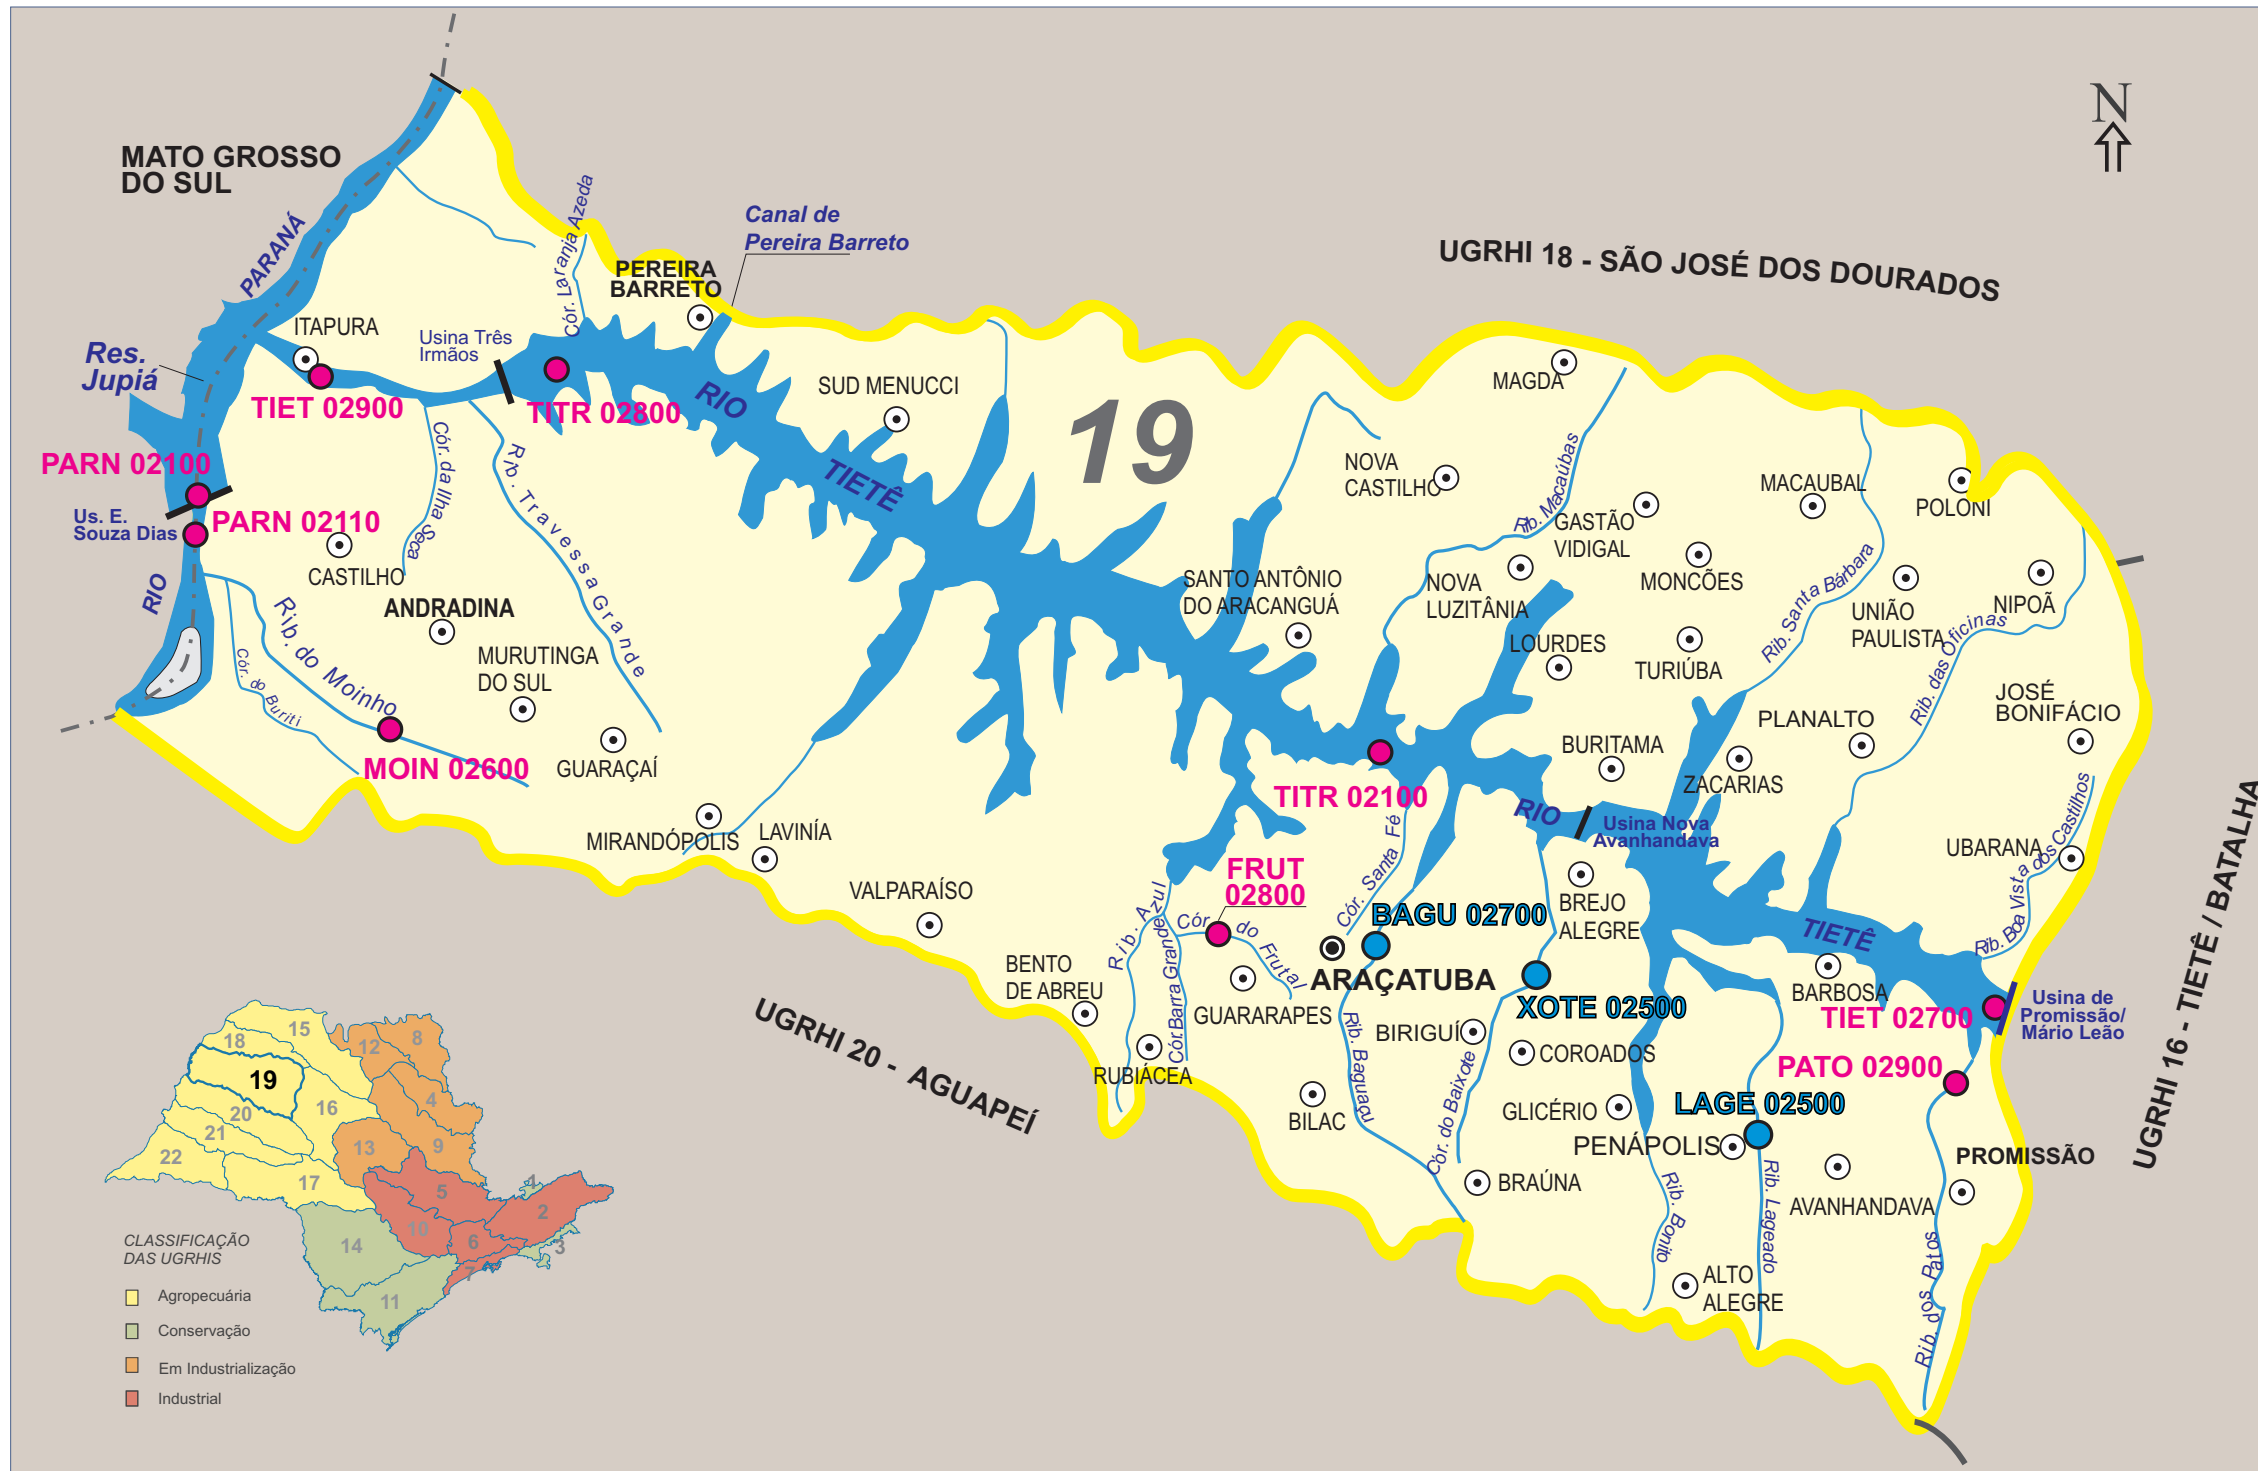 N
MATO GROSSO
DO SUL
PARANÁ
Cór. Laranja Azeda
Canal de
Pereira Barreto
UGRHI 18 - SÃO JOSÉ DOS DOURADOS
PEREIRA
BARRETO
ITAPURA
Usina Três
Irmãos
Res.
Jupiá
TIET 02900
TITR 02800
RIO
SUD MENUCCI
TIETÊ
19
MAGDA
NOVA
CASTILHO
Rib. Macaúbas
GASTÃO
VIDIGAL
MACAUBAL
POLONI
PARN 02100
PARN 02110
Us. E.
Souza Dias
Cór. da Ilha Seca
Rib. Travessa Grande
CASTILHO
ANDRADINA
RIO
Rib. do Moinho
Cór. do Buriti
MURUTINGA
DO SUL
MOIN 02600
GUARAÇAÍ
SANTO ANTÔNIO
DO ARACANGUÁ
NOVA
LUZITÂNIA
MONCÕES
Rib. Santa Bárbara
UNIÃO
PAULISTA
NIPOÃ
Rib. das Oficinas
LOURDES
TURIÚBA
JOSÉ
BONIFÁCIO
PLANALTO
BURITAMA
ZACARIAS
TITR 02100
RIO
Usina Nova
Avanhandava
MIRANDÓPOLIS
LAVINÍA
VALPARAÍSO
FRUT
02800
Cór. Santa Fé
Rib. Azul
Cór. do Frutal
Cór Barra Grande
BAGU 02700
BREJO
ALEGRE
TIETÊ
UBARANA
Rib. Boa Vista dos Castilhos
UGRHI 16 - TIETÊ / BATALHA
BENTO
DE ABREU
GUARARAPES
ARAÇATUBA
XOTE 02500
BARBOSA
TIET 02700
Usina de
Promissão/
Mário Leão
UGRHI 20 - AGUAPEÍ
RUBIÁCEA
BIRIGUÍ
COROADOS
Rib. Baguaçu
Cór. do Baixote
PATO 02900
BILAC
GLICÉRIO
LAGE 02500
PENÁPOLIS
PROMISSÃO
BRAÚNA
Rib. Bonito
Rib. Lageado
AVANHANDAVA
ALTO
ALEGRE
Rib. dos Patos
15
18
8
12
19
16
4
20
21
13
9
22
17
5
1
2
10
6
14
3
7
11
CLASSIFICAÇÃO
DAS UGRHIS
Agropecuária
Conservação
Em Industrialização
Industrial